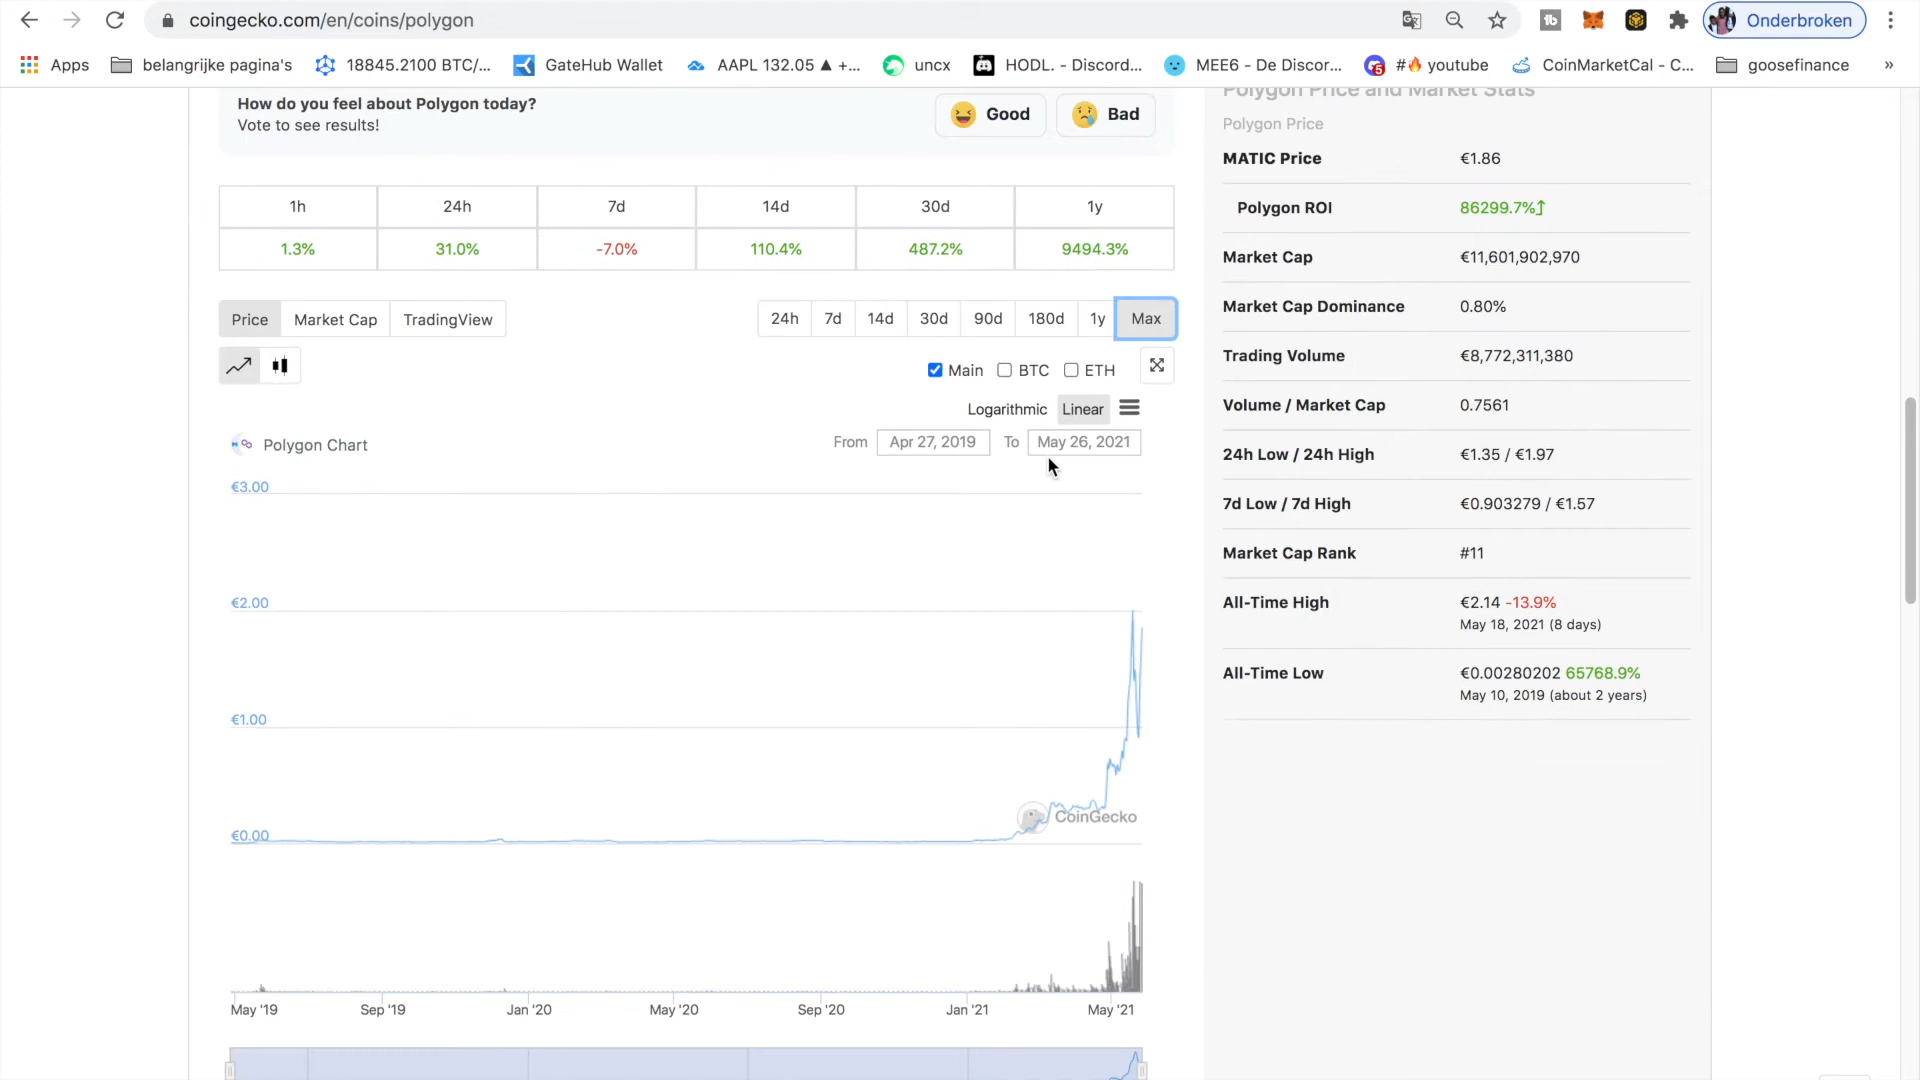 coingecko.com/en/coins/polygon
Onderbroken
Apps
belangrijke pagina's
18845.2100 BTC/...
GateHub Wallet
AAPL 132.05 ▲ +...
uncx
HODL. - Discord...
MEE6 - De Discor...
#🔥 youtube
CoinMarketCal - C...
goosefinance
»
How do you feel about Polygon today?
Vote to see results!
Good
Bad
1h 24h 7d 14d 30d 1y
1.3% 31.0% -7.0% 110.4% 487.2% 9494.3%
Price Market Cap TradingView
24h 7d 14d 30d 90d 180d 1y Max
Main BTC ETH
Logarithmic Linear
Polygon Chart
From Apr 27, 2019 To May 26, 2021
€3.00
€2.00
€1.00
€0.00
CoinGecko
May '19 Sep '19 Jan '20 May '20 Sep '20 Jan '21 May '21
Polygon Price and Market Stats
Polygon Price
MATIC Price €1.86
Polygon ROI 86299.7%
Market Cap €11,601,902,970
Market Cap Dominance 0.80%
Trading Volume €8,772,311,380
Volume / Market Cap 0.7561
24h Low / 24h High €1.35 / €1.97
7d Low / 7d High €0.903279 / €1.57
Market Cap Rank #11
All-Time High €2.14 -13.9%
May 18, 2021 (8 days)
All-Time Low €0.00280202 65768.9%
May 10, 2019 (about 2 years)